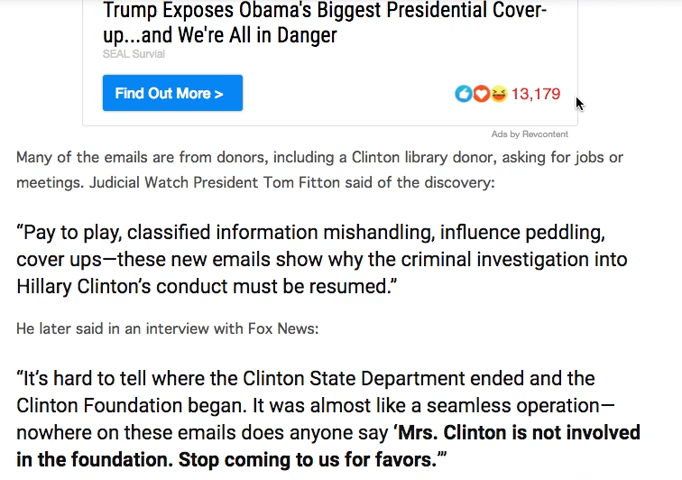 Trump Exposes Obama's Biggest Presidential Cover-
up...and We're All in Danger
SEAL Survial
Find Out More >
13,179
Ads by Revcontent
Many of the emails are from donors, including a Clinton library donor, asking for jobs or
meetings. Judicial Watch President Tom Fitton said of the discovery:
“Pay to play, classified information mishandling, influence peddling,
cover ups—these new emails show why the criminal investigation into
Hillary Clinton’s conduct must be resumed.”
He later said in an interview with Fox News:
“It’s hard to tell where the Clinton State Department ended and the
Clinton Foundation began. It was almost like a seamless operation—
nowhere on these emails does anyone say ‘Mrs. Clinton is not involved
in the foundation. Stop coming to us for favors.’”